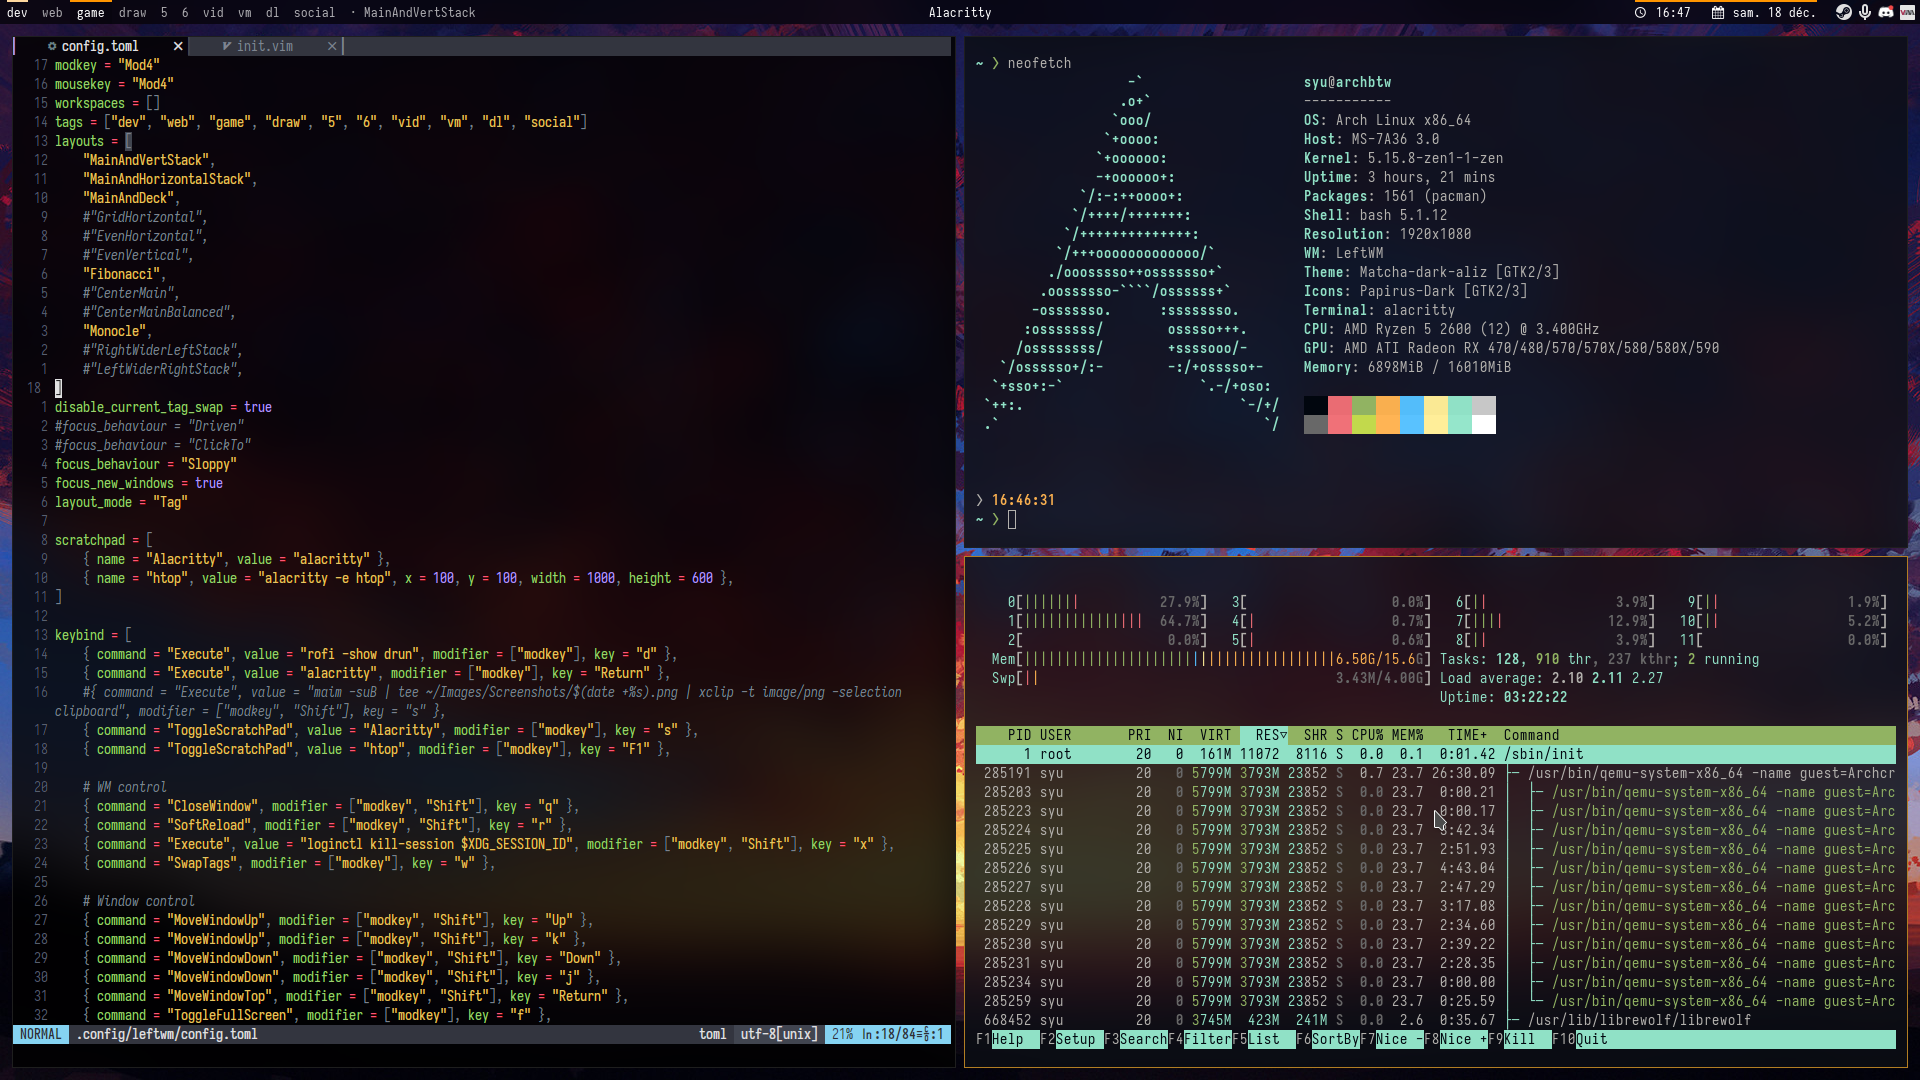 dev web game draw 5 6 vid vm dl social · MainAndVertStack
Alacritty
16:47 sam. 18 déc.
config.toml × init.vim ×
17 modkey = "Mod4"
16 mousekey = "Mod4"
15 workspaces = []
14 tags = ["dev", "web", "game", "draw", "5", "6", "vid", "vm", "dl", "social"]
13 layouts = [
12 "MainAndVertStack",
11 "MainAndHorizontalStack",
10 "MainAndDeck",
9 #"GridHorizontal",
8 #"EvenHorizontal",
7 #"EvenVertical",
6 "Fibonacci",
5 #"CenterMain",
4 #"CenterMainBalanced",
3 "Monocle",
2 #"RightWiderLeftStack",
1 #"LeftWiderRightStack",
18 ]
1 disable_current_tag_swap = true
2 #focus_behaviour = "Driven"
3 #focus_behaviour = "ClickTo"
4 focus_behaviour = "Sloppy"
5 focus_new_windows = true
6 layout_mode = "Tag"
7
8 scratchpad = [
9 { name = "Alacritty", value = "alacritty" },
10 { name = "htop", value = "alacritty -e htop", x = 100, y = 100, width = 1000, height = 600 },
11 ]
12
13 keybind = [
14 { command = "Execute", value = "rofi -show drun", modifier = ["modkey"], key = "d" },
15 { command = "Execute", value = "alacritty", modifier = ["modkey"], key = "Return" },
16 #{ command = "Execute", value = "maim -suB | tee ~/Images/Screenshots/$(date +%s).png | xclip -t image/png -selection
clipboard", modifier = ["modkey", "Shift"], key = "s" },
17 { command = "ToggleScratchPad", value = "Alacritty", modifier = ["modkey"], key = "s" },
18 { command = "ToggleScratchPad", value = "htop", modifier = ["modkey"], key = "F1" },
19
20 # WM control
21 { command = "CloseWindow", modifier = ["modkey", "Shift"], key = "q" },
22 { command = "SoftReload", modifier = ["modkey", "Shift"], key = "r" },
23 { command = "Execute", value = "loginctl kill-session $XDG_SESSION_ID", modifier = ["modkey", "Shift"], key = "x" },
24 { command = "SwapTags", modifier = ["modkey"], key = "w" },
25
26 # Window control
27 { command = "MoveWindowUp", modifier = ["modkey", "Shift"], key = "Up" },
28 { command = "MoveWindowUp", modifier = ["modkey", "Shift"], key = "k" },
29 { command = "MoveWindowDown", modifier = ["modkey", "Shift"], key = "Down" },
30 { command = "MoveWindowDown", modifier = ["modkey", "Shift"], key = "j" },
31 { command = "MoveWindowTop", modifier = ["modkey", "Shift"], key = "Return" },
32 { command = "ToggleFullScreen", modifier = ["modkey"], key = "f" },
NORMAL .config/leftwm/config.toml toml utf-8[unix] 21% ln:18/84
~ ❯ neofetch
-`
.o+`
`ooo/
`+oooo:
`+oooooo:
-+oooooo+:
`/:-:++oooo+:
`/++++/+++++++:
`/++++++++++++++:
`/+++ooooooooooooo/`
./ooosssso++osssssso+`
.oossssso-````/ossssss+`
-osssssso. :ssssssso.
:osssssss/ osssso+++.
/ossssssss/ +ssssooo/-
`/ossssso+/:- -:/+osssso+-
`+sso+:-` `.-/+oso:
`++:. `-/+/
.` `/
syu@archbtw
-----------
OS: Arch Linux x86_64
Host: MS-7A36 3.0
Kernel: 5.15.8-zen1-1-zen
Uptime: 3 hours, 21 mins
Packages: 1561 (pacman)
Shell: bash 5.1.12
Resolution: 1920x1080
WM: LeftWM
Theme: Matcha-dark-aliz [GTK2/3]
Icons: Papirus-Dark [GTK2/3]
Terminal: alacritty
CPU: AMD Ryzen 5 2600 (12) @ 3.400GHz
GPU: AMD ATI Radeon RX 470/480/570/570X/580/580X/590
Memory: 6898MiB / 16010MiB
❯ 16:46:31
~ ❯
0[||||||| 27.9%] 3[ 0.0%] 6[|| 3.9%] 9[|| 1.9%]
1[||||||||||||||| 64.7%] 4[| 0.7%] 7[|||| 12.9%] 10[|| 5.2%]
2[ 0.0%] 5[| 0.6%] 8[|| 3.9%] 11[ 0.0%]
Mem[|||||||||||||||||||||||||||||||||||||||6.50G/15.6G] Tasks: 128, 910 thr, 237 kthr; 2 running
Swp[|| 3.43M/4.00G] Load average: 2.10 2.11 2.27
Uptime: 03:22:22
PID USER PRI NI VIRT RES▽ SHR S CPU% MEM% TIME+ Command
1 root 20 0 161M 11072 8116 S 0.0 0.1 0:01.42 /sbin/init
285191 syu 20 0 5799M 3793M 23852 S 0.7 23.7 26:30.09 ├─ /usr/bin/qemu-system-x86_64 -name guest=Archcr
285203 syu 20 0 5799M 3793M 23852 S 0.0 23.7 0:00.21 │ ├─ /usr/bin/qemu-system-x86_64 -name guest=Arc
285223 syu 20 0 5799M 3793M 23852 S 0.0 23.7 0:00.17 │ ├─ /usr/bin/qemu-system-x86_64 -name guest=Arc
285224 syu 20 0 5799M 3793M 23852 S 0.0 23.7 :42.34 │ ├─ /usr/bin/qemu-system-x86_64 -name guest=Arc
285225 syu 20 0 5799M 3793M 23852 S 0.0 23.7 2:51.93 │ ├─ /usr/bin/qemu-system-x86_64 -name guest=Arc
285226 syu 20 0 5799M 3793M 23852 S 0.0 23.7 4:43.04 │ ├─ /usr/bin/qemu-system-x86_64 -name guest=Arc
285227 syu 20 0 5799M 3793M 23852 S 0.0 23.7 2:47.29 │ ├─ /usr/bin/qemu-system-x86_64 -name guest=Arc
285228 syu 20 0 5799M 3793M 23852 S 0.0 23.7 3:17.08 │ ├─ /usr/bin/qemu-system-x86_64 -name guest=Arc
285229 syu 20 0 5799M 3793M 23852 S 0.0 23.7 2:34.60 │ ├─ /usr/bin/qemu-system-x86_64 -name guest=Arc
285230 syu 20 0 5799M 3793M 23852 S 0.0 23.7 2:39.22 │ ├─ /usr/bin/qemu-system-x86_64 -name guest=Arc
285231 syu 20 0 5799M 3793M 23852 S 0.0 23.7 2:28.35 │ ├─ /usr/bin/qemu-system-x86_64 -name guest=Arc
285234 syu 20 0 5799M 3793M 23852 S 0.0 23.7 0:00.00 │ ├─ /usr/bin/qemu-system-x86_64 -name guest=Arc
285259 syu 20 0 5799M 3793M 23852 S 0.0 23.7 0:25.59 │ └─ /usr/bin/qemu-system-x86_64 -name guest=Arc
668452 syu 20 0 3745M 423M 241M S 0.0 2.6 0:35.67 ├─ /usr/lib/librewolf/librewolf
F1Help F2Setup F3SearchF4FilterF5List F6SortByF7Nice -F8Nice +F9Kill F10Quit